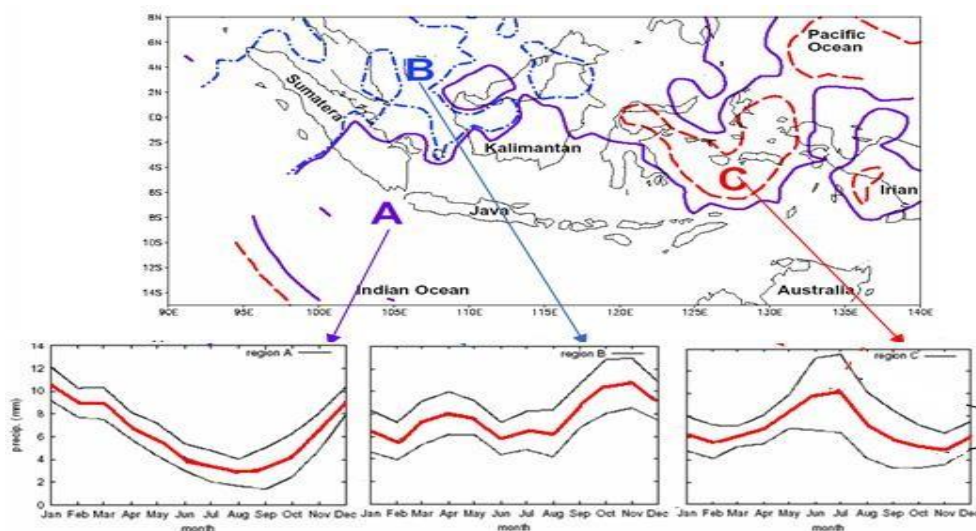 8N
6N
4N
2N
EQ
2S
4S
6S
8S
10S
12S
14S
90E 95E 100E 105E 110E 115E 120E 125E 130E 135E 140E
Pacific
Ocean
B
Sumatera
Kalimantan
C
Irian
A
Java
Indian Ocean
Australia
precip. (mm)
14
12
10
8
6
4
2
0
region A
Jan Feb Mar Apr May Jun Jul Aug Sep Oct Nov Dec
month
region B
Jan Feb Mar Apr May Jun Jul Aug Sep Oct Nov Dec
month
region C
Jan Feb Mar Apr May Jun Jul Aug Sep Oct Nov Dec
month